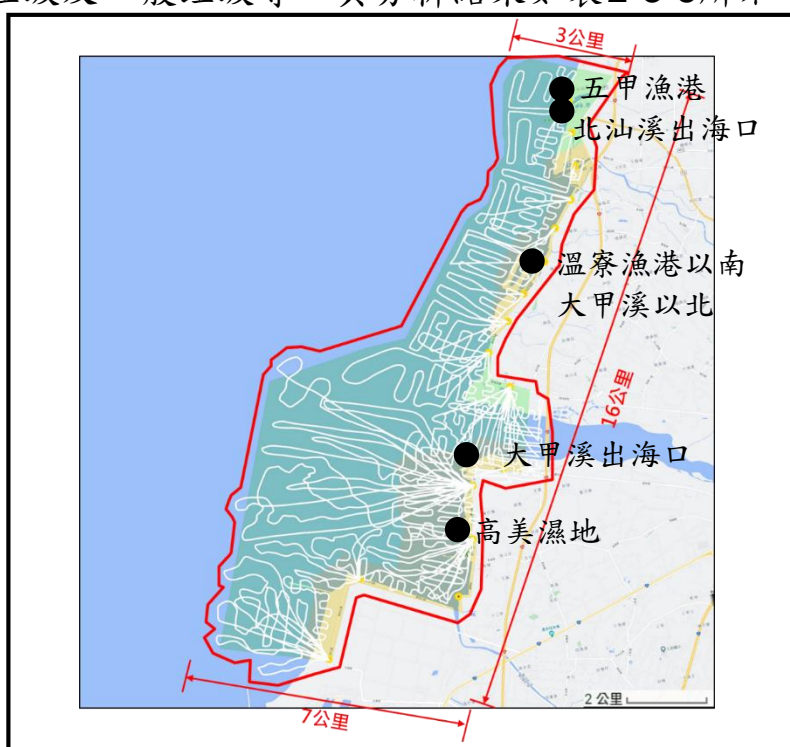 3公里
五甲漁港
北汕溪出海口
溫寮漁港以南
大甲溪以北
16公里
大甲溪出海口
高美濕地
2 公里
7公里